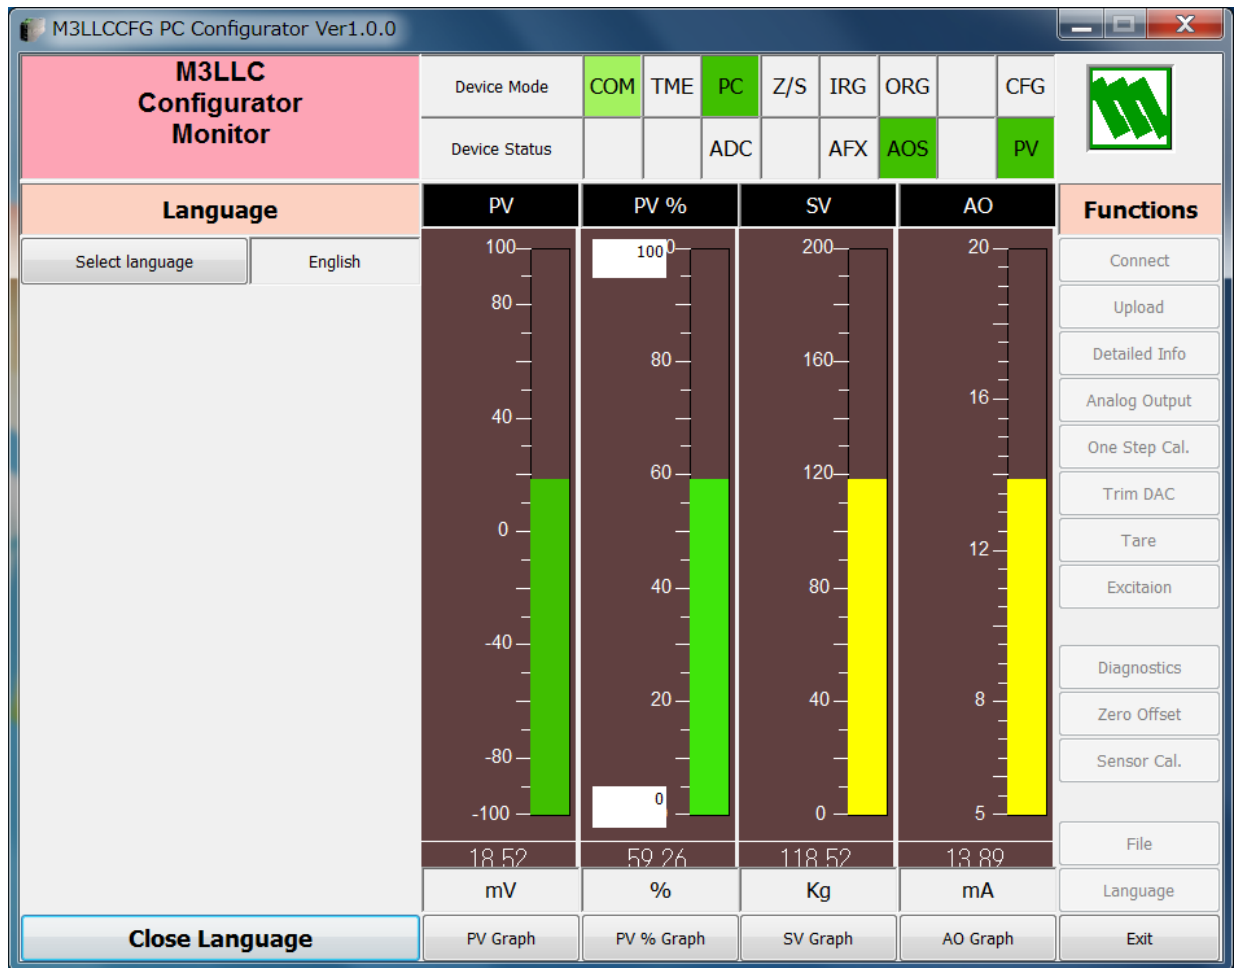 M3LLCCFG PC Configurator Ver1.0.0
M3LLC
Configurator
Monitor
Device Mode
COM TME PC Z/S IRG ORG CFG
Device Status
ADC AFX AOS PV
Language
Select language English
PV PV % SV AO
100
80
40
0
-40
-80
-100
18.52
mV
PV Graph
100
0
80
60
40
20
0
59.26
%
PV % Graph
200
160
120
80
40
0
118.52
Kg
SV Graph
20
16
12
8
5
13.89
mA
AO Graph
Functions
Connect
Upload
Detailed Info
Analog Output
One Step Cal.
Trim DAC
Tare
Excitaion
Diagnostics
Zero Offset
Sensor Cal.
File
Language
Exit
Close Language